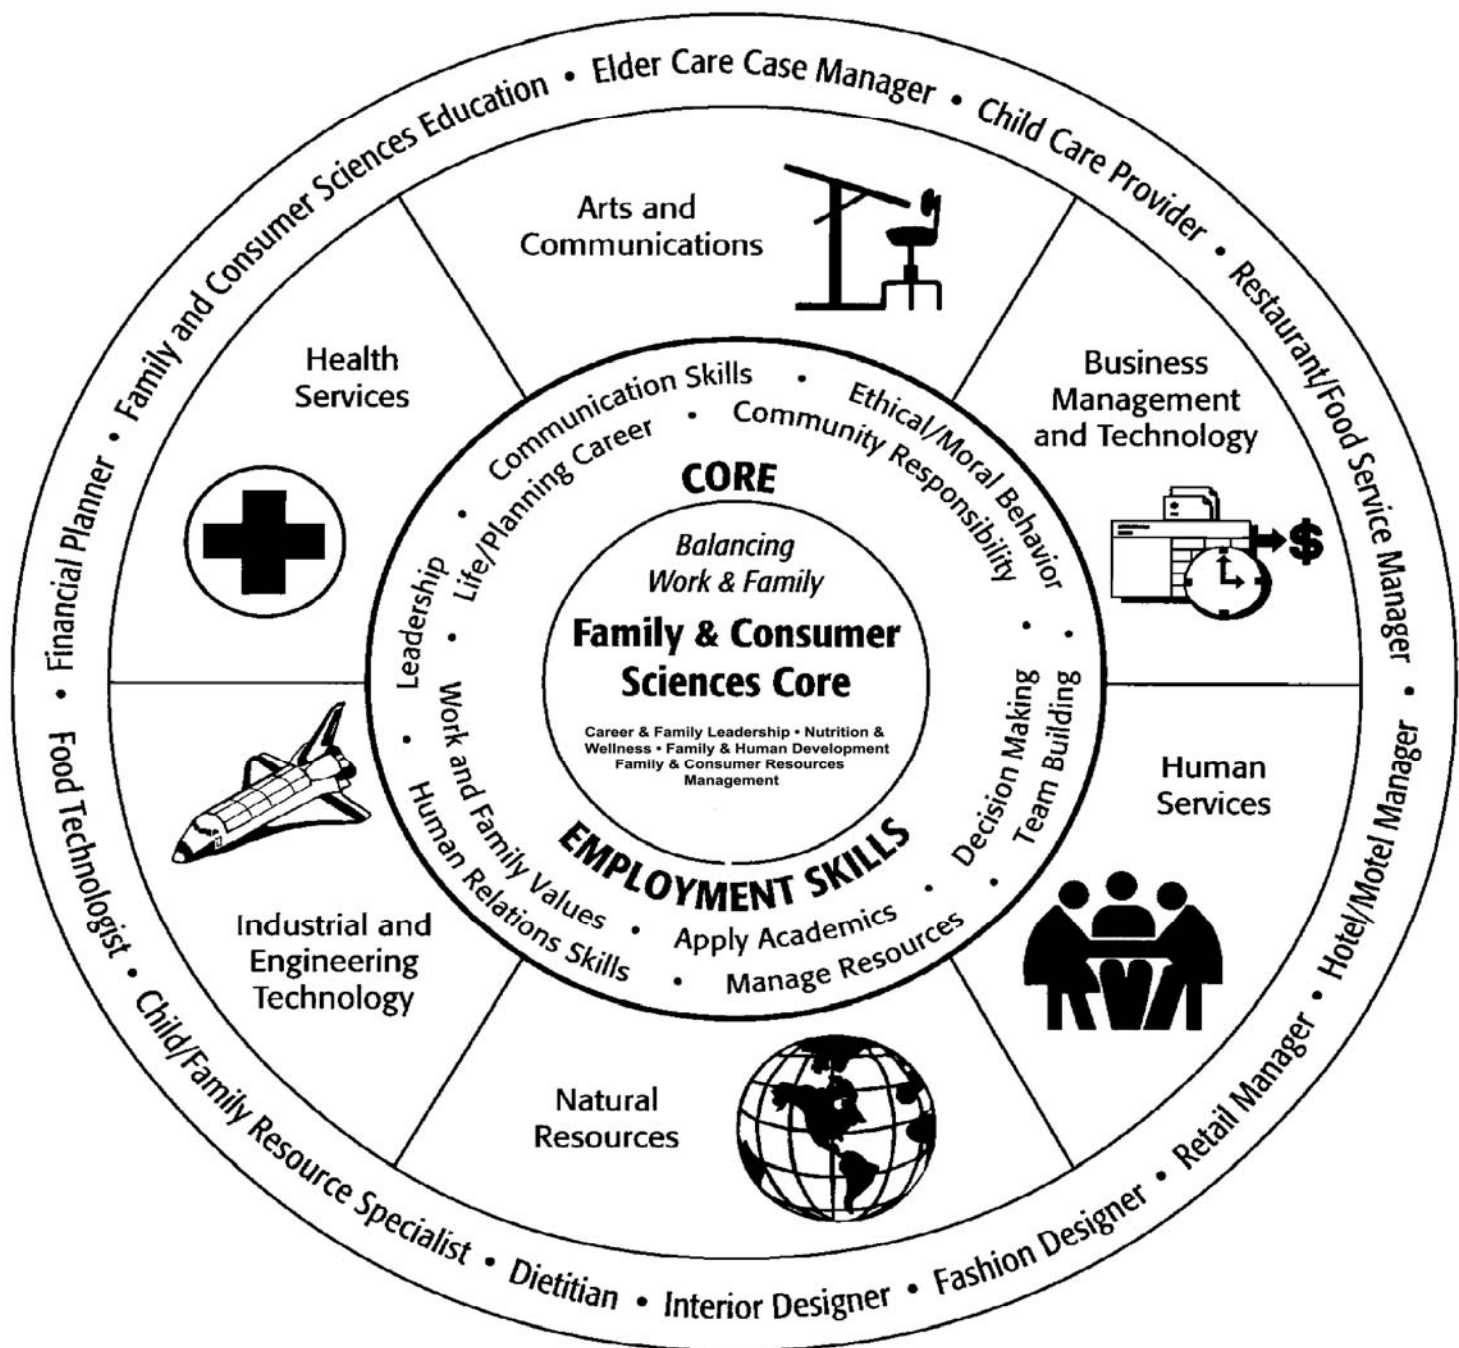 Family and Consumer Sciences Education • Elder Care Case Manager • Child Care Provider • Restaurant/Food Service Manager • Hotel/Motel Manager • Retail Manager • Fashion Designer • Interior Designer • Dietitian • Child/Family Resource Specialist • Food Technologist • Financial Planner •
Arts and
Communications
Business
Management
and Technology
$
Human
Services
Natural
Resources
Industrial and
Engineering
Technology
Health
Services
Communication Skills • Ethical/Moral Behavior • Team Building • Manage Resources • Human Relations Skills • Leadership •
Life/Planning Career • Community Responsibility • Decision Making • Apply Academics • Work and Family Values •
CORE
Balancing
Work & Family
Family & Consumer
Sciences Core
Career & Family Leadership • Nutrition &
Wellness • Family & Human Development
Family & Consumer Resources
Management
EMPLOYMENT SKILLS